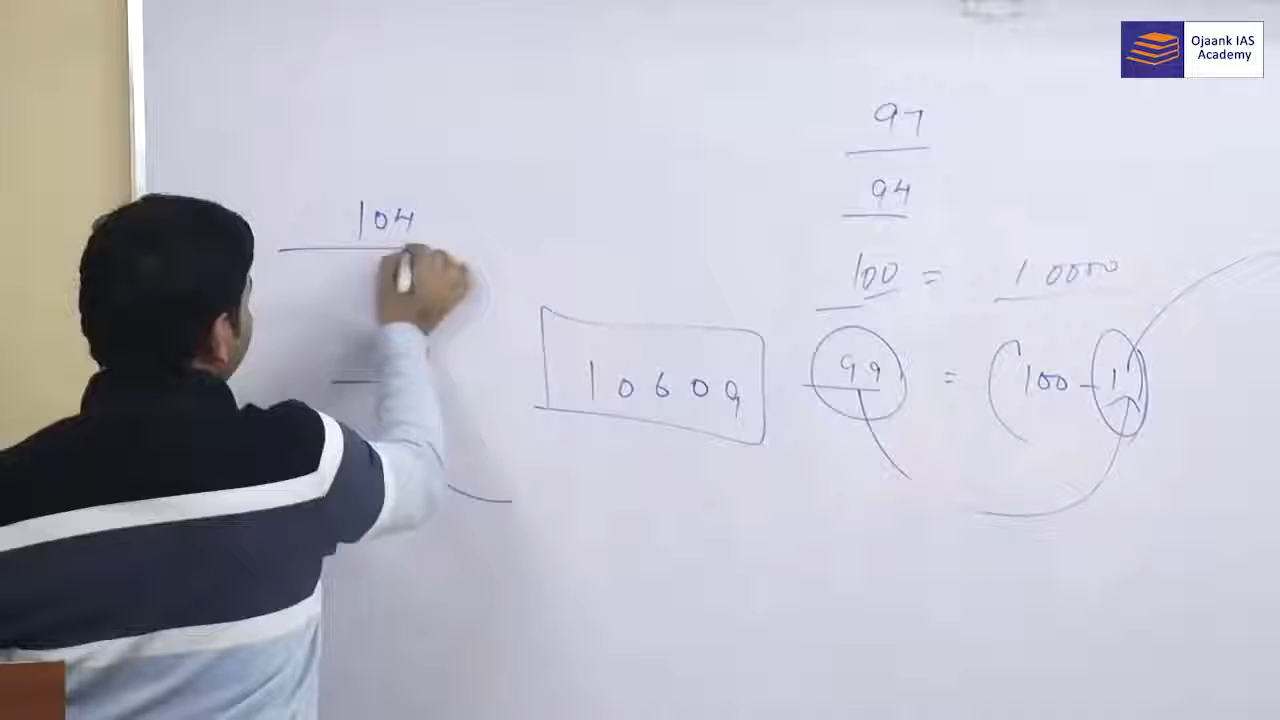 Ojaank IAS
Academy
97
94
104
100 = 10000
10609
99 = (100-1)